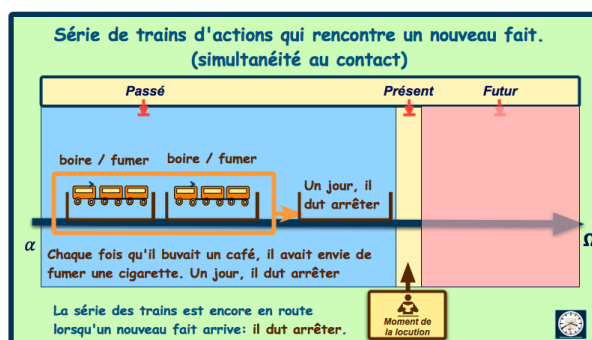 Série de trains d'actions qui rencontre un nouveau fait.
(simultanéité au contact)
Passé
Présent
Futur
boire / fumer
boire / fumer
Un jour, il
dut arrêter
α
Ω
Chaque fois qu'il buvait un café, il avait envie de
fumer une cigarette. Un jour, il dut arrêter
La série des trains est encore en route
lorsqu'un nouveau fait arrive: il dut arrêter.
Moment de
la locution